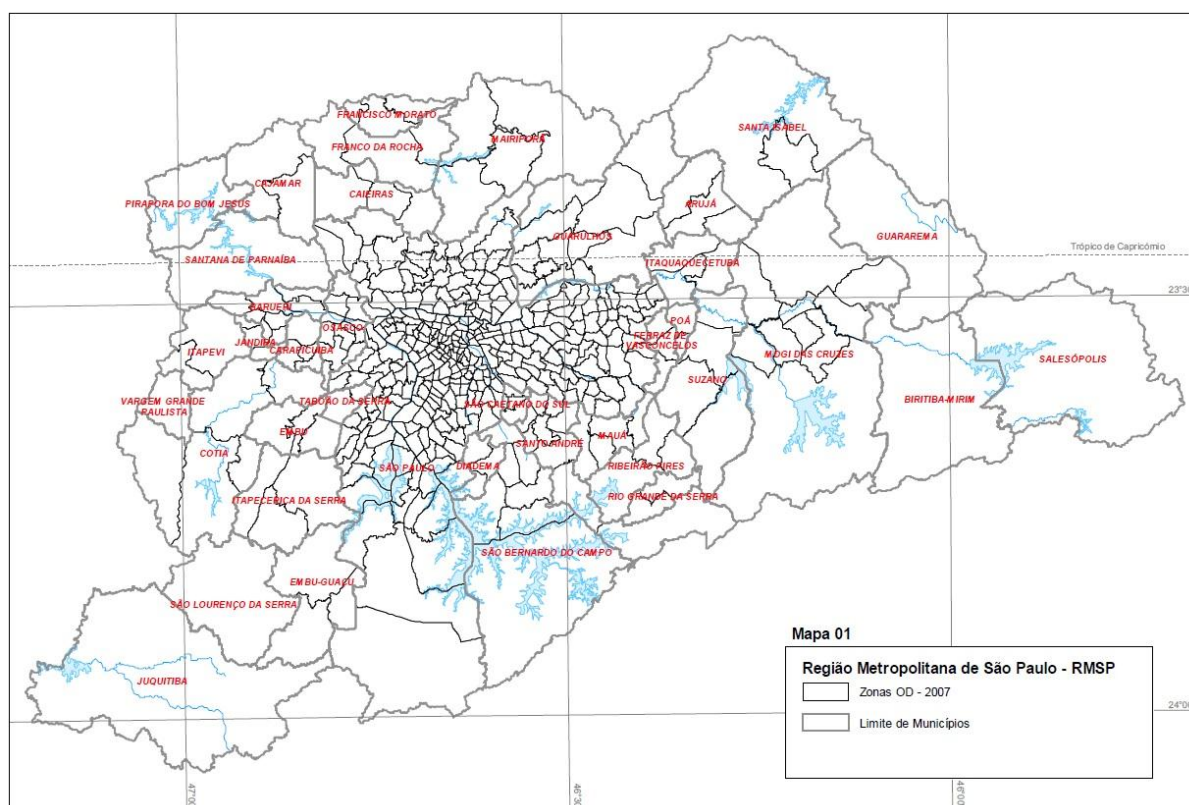 FRANCISCO MORATO
MAIRIPORÃ
FRANCO DA ROCHA
SANTA ISABEL
CAJAMAR
CAIEIRAS
PIRAPORA DO BOM JESUS
ARUJÁ
GUARULHOS
GUARAREMA
Trópico de Capricórnio
SANTANA DE PARNAÍBA
ITAQUAQUECETUBA
23°30
BARUERI
OSASCO
POÁ
JANDIRA
CARAPICUIBA
ITAPEVI
FERRAZ DE
VASCONCELOS
MOGI DAS CRUZES
SALESÓPOLIS
SUZANO
VARGEM GRANDE
PAULISTA
TABOÃO DA SERRA
SÃO CAETANO DO SUL
BIRITIBA-MIRIM
EMBU
MAUÁ
SANTO ANDRÉ
COTIA
SÃO PAULO
DIADEMA
RIBEIRÃO PIRES
ITAPECERICA DA SERRA
RIO GRANDE DA SERRA
SÃO BERNARDO DO CAMPO
EMBU-GUAÇU
SÃO LOURENÇO DA SERRA
JUQUITIBA
Mapa 01
Região Metropolitana de São Paulo - RMSP
Zonas OD - 2007
Limite de Municípios
24°00
47°00
46°30
46°00